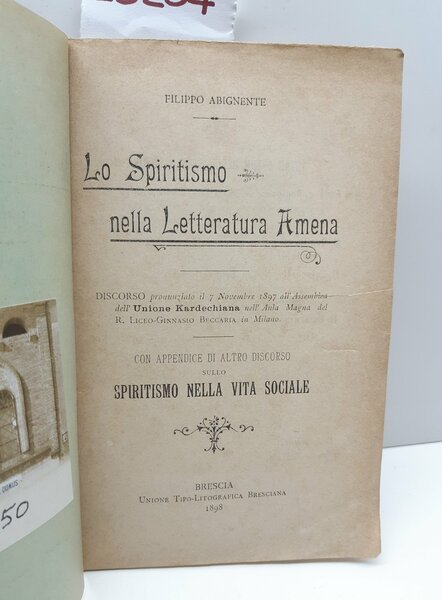 FILIPPO ABIGNENTE
Lo Spiritismo
nella Letteratura Amena
DISCORSO pronunziato il 7 Novembre 1897 all'Assemblea
dell'Unione Kardechiana nell'Aula Magna del
R. LICEO-GINNASIO BECCARIA in Milano.
CON APPENDICE DI ALTRO DISCORSO
SULLO
SPIRITISMO NELLA VITA SOCIALE
BRESCIA
UNIONE TIPO-LITOGRAFICA BRESCIANA
1898
DOMUS
50